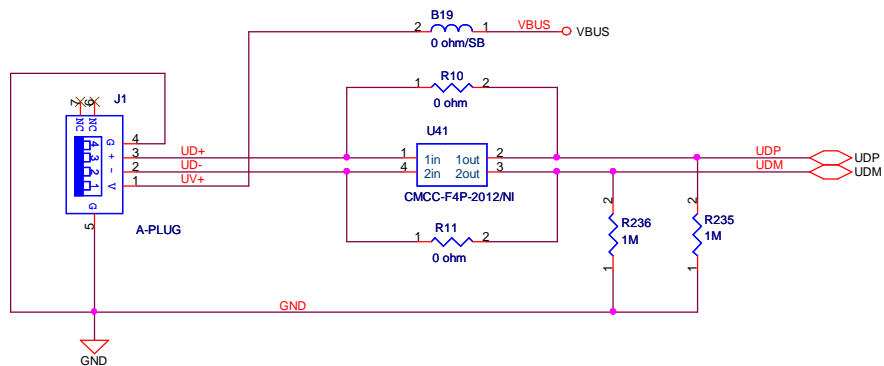 B19
2
1
VBUS
VBUS
0 ohm/SB
1
R10
2
0 ohm
J1
7
6
NC
NC
U41
G
4
4
+
3
3
UD+
1
1in
1out
2
UDP
UDP
-
2
2
UD-
4
2in
2out
3
UDM
UDM
V
1
1
UV+
CMCC-F4P-2012/NI
G
5
A-PLUG
1
R11
2
0 ohm
2
R236
1M
1
2
R235
1M
1
GND
GND